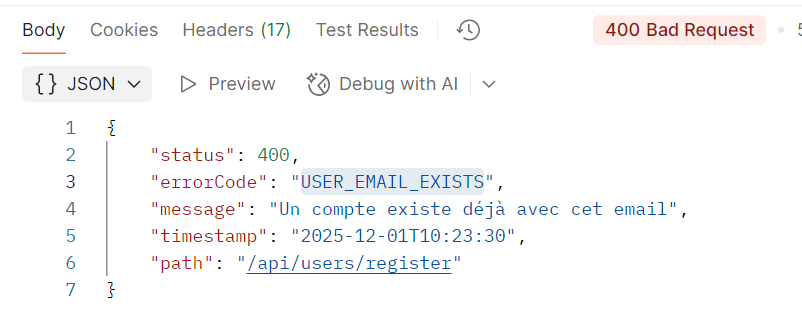 Body Cookies Headers (17) Test Results 400 Bad Request
{} JSON Preview Debug with AI
1 {
2 "status": 400,
3 "errorCode": "USER_EMAIL_EXISTS",
4 "message": "Un compte existe déjà avec cet email",
5 "timestamp": "2025-12-01T10:23:30",
6 "path": "/api/users/register"
7 }